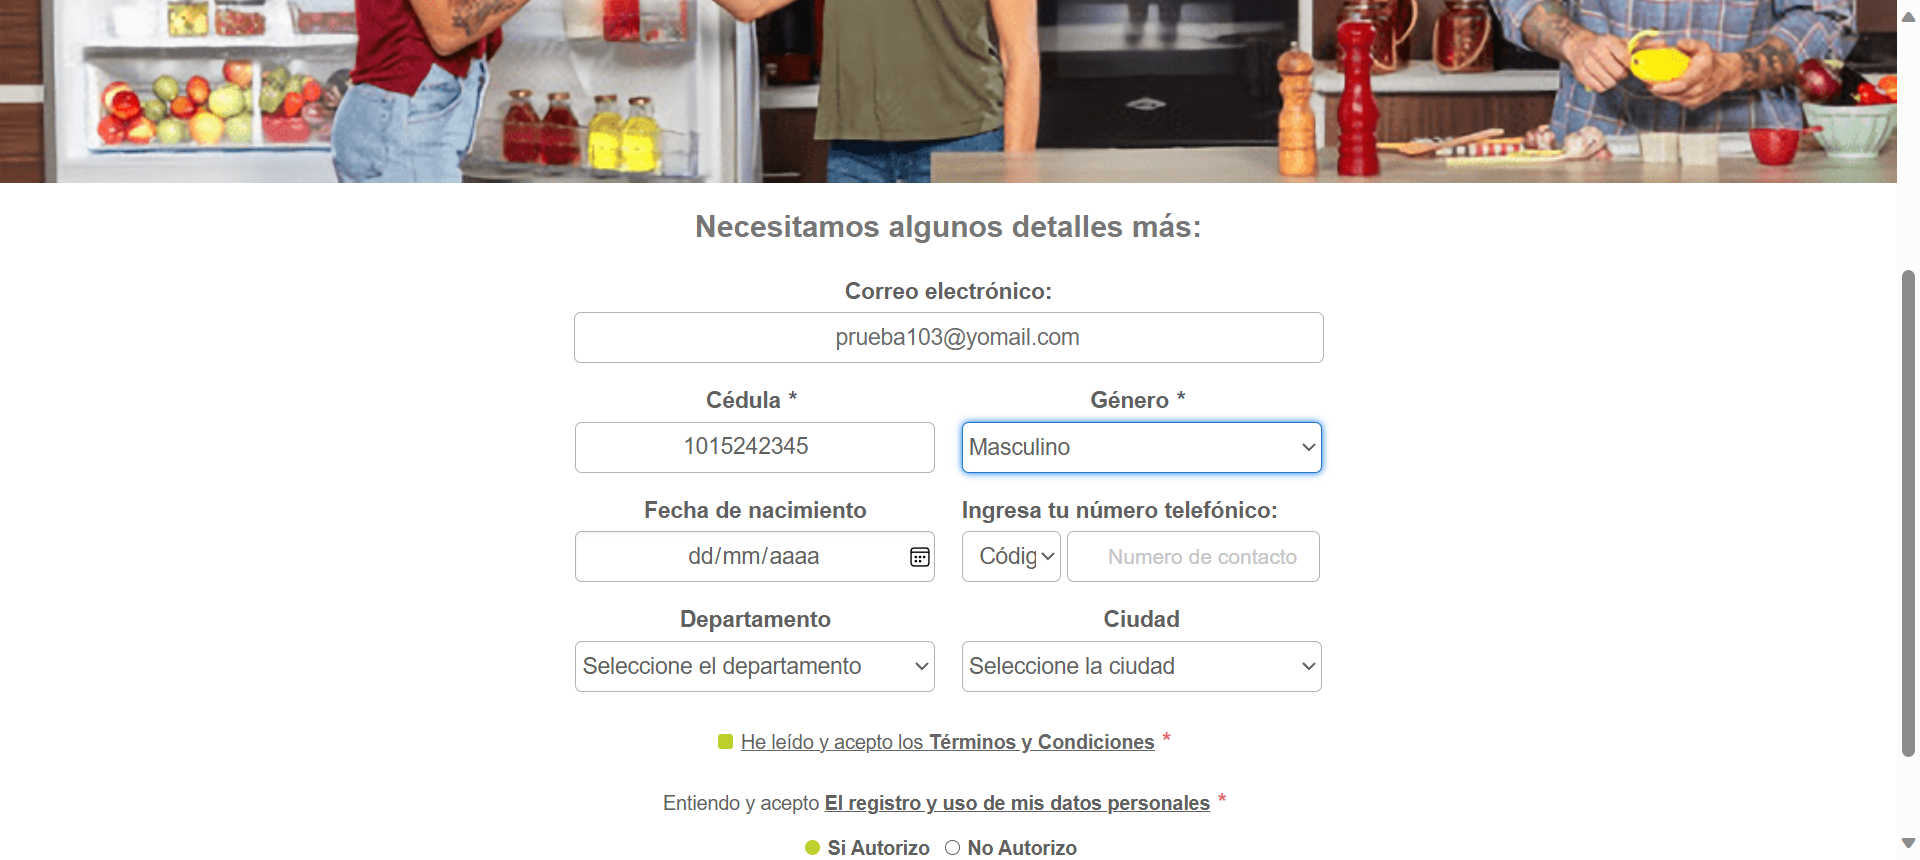 Necesitamos algunos detalles más:
Correo electrónico:
prueba103@yomail.com
Cédula *
Género *
1015242345
Masculino
Fecha de nacimiento
Ingresa tu número telefónico:
dd/mm/aaaa
Códig
Numero de contacto
Departamento
Ciudad
Seleccione el departamento
Seleccione la ciudad
He leído y acepto los Términos y Condiciones *
Entiendo y acepto El registro y uso de mis datos personales *
Si Autorizo
No Autorizo